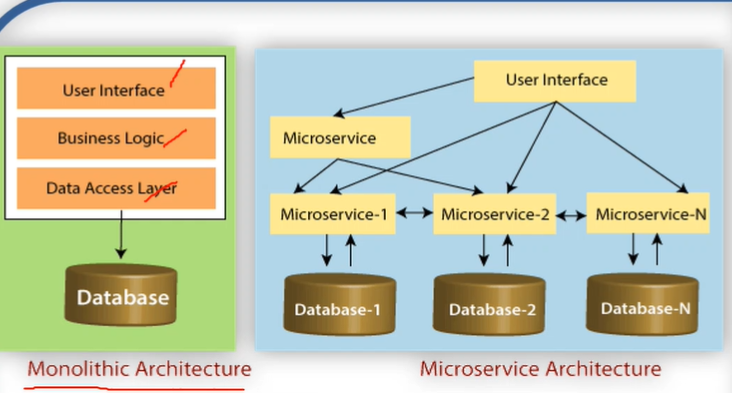 User Interface
Business Logic
Data Access Layer
Database
Monolithic Architecture
User Interface
Microservice
Microservice-1
Microservice-2
Microservice-N
Database-1
Database-2
Database-N
Microservice Architecture